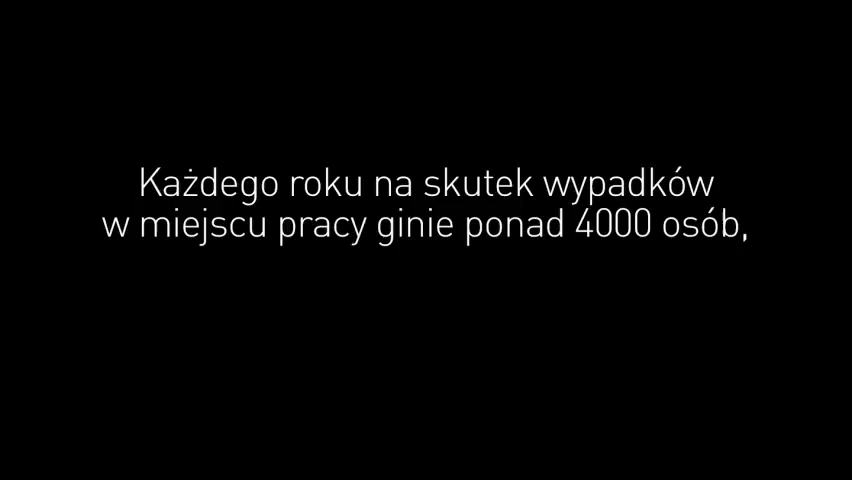 Każdego roku na skutek wypadków
w miejscu pracy ginie ponad 4000 osób,